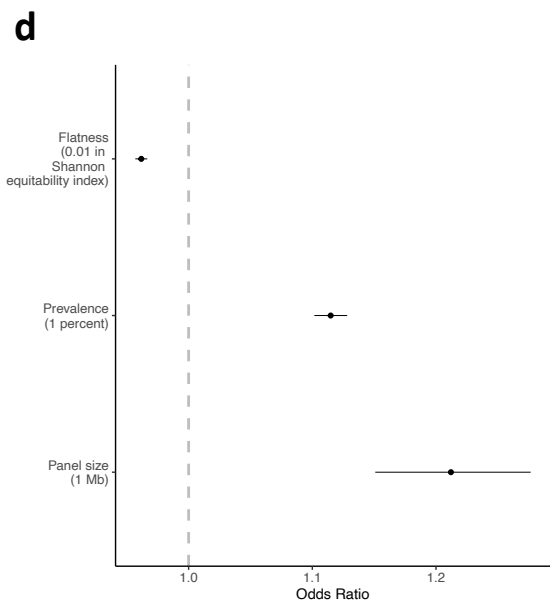 d
Flatness
(0.01 in
Shannon
equitability index)
Prevalence
(1 percent)
Panel size
(1 Mb)
1.0
1.1
1.2
Odds Ratio